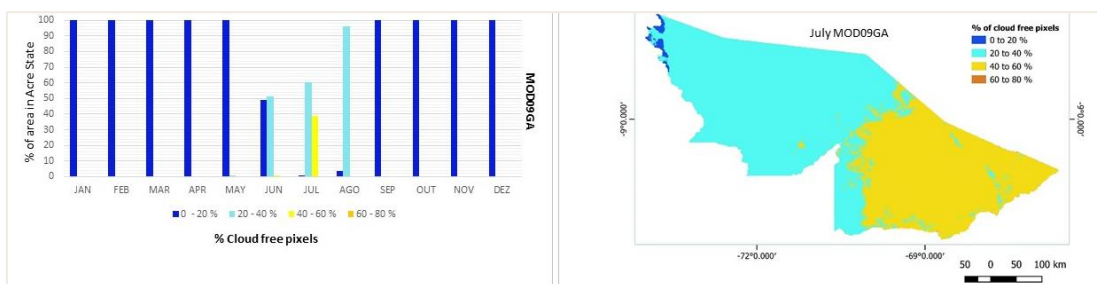 100
90
80
70
60
50
40
30
20
10
0
% of area in Acre State
JAN FEB MAR APR MAY JUN JUL AGO SEP OUT NOV DEZ
0 - 20 % 20 - 40 % 40 - 60 % 60 - 80 %
% Cloud free pixels
MOD09GA
July MOD09GA
% of cloud free pixels
0 to 20 %
20 to 40 %
40 to 60 %
60 to 80 %
-9°0.000'
-9°0.000'
-72°0.000' -69°0.000'
50 0 50 100 km